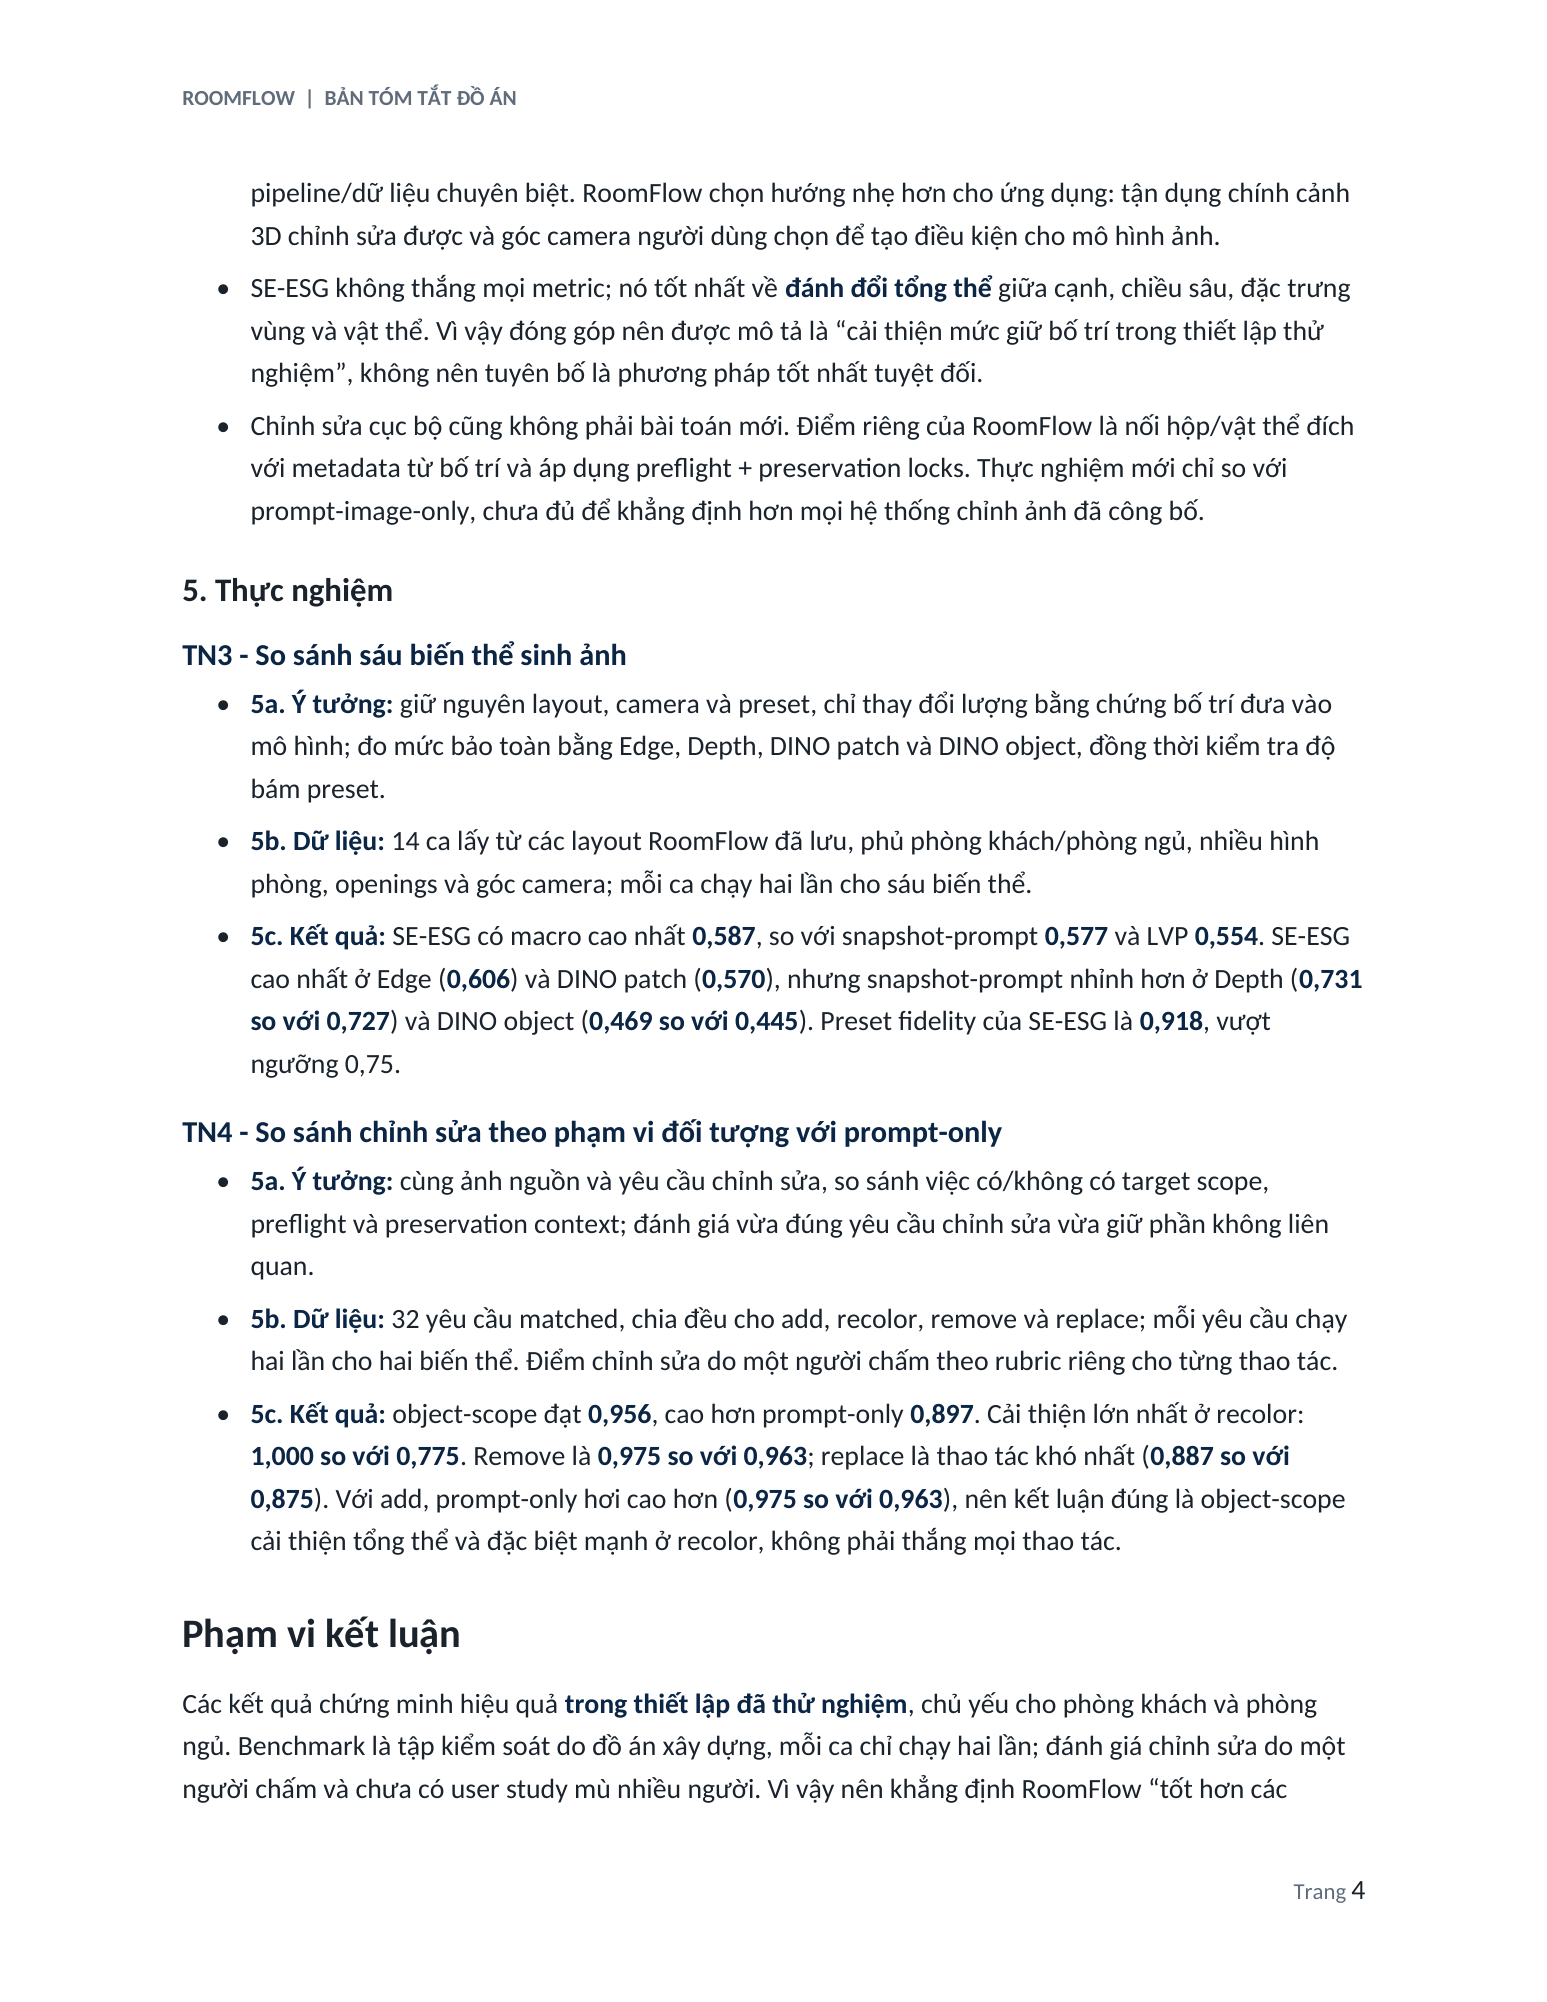 ROOMFLOW | BẢN TÓM TẮT ĐỒ ÁN
pipeline/dữ liệu chuyên biệt. RoomFlow chọn hướng nhẹ hơn cho ứng dụng: tận dụng chính cảnh
3D chỉnh sửa được và góc camera người dùng chọn để tạo điều kiện cho mô hình ảnh.
• SE-ESG không thắng mọi metric; nó tốt nhất về đánh đổi tổng thể giữa cạnh, chiều sâu, đặc trưng
vùng và vật thể. Vì vậy đóng góp nên được mô tả là “cải thiện mức giữ bố trí trong thiết lập thử
nghiệm”, không nên tuyên bố là phương pháp tốt nhất tuyệt đối.
• Chỉnh sửa cục bộ cũng không phải bài toán mới. Điểm riêng của RoomFlow là nối hộp/vật thể đích
với metadata từ bố trí và áp dụng preflight + preservation locks. Thực nghiệm mới chỉ so với
prompt-image-only, chưa đủ để khẳng định hơn mọi hệ thống chỉnh ảnh đã công bố.
5. Thực nghiệm
TN3 - So sánh sáu biến thể sinh ảnh
• 5a. Ý tưởng: giữ nguyên layout, camera và preset, chỉ thay đổi lượng bằng chứng bố trí đưa vào
mô hình; đo mức bảo toàn bằng Edge, Depth, DINO patch và DINO object, đồng thời kiểm tra độ
bám preset.
• 5b. Dữ liệu: 14 ca lấy từ các layout RoomFlow đã lưu, phủ phòng khách/phòng ngủ, nhiều hình
phòng, openings và góc camera; mỗi ca chạy hai lần cho sáu biến thể.
• 5c. Kết quả: SE-ESG có macro cao nhất 0,587, so với snapshot-prompt 0,577 và LVP 0,554. SE-ESG
cao nhất ở Edge (0,606) và DINO patch (0,570), nhưng snapshot-prompt nhỉnh hơn ở Depth (0,731
so với 0,727) và DINO object (0,469 so với 0,445). Preset fidelity của SE-ESG là 0,918, vượt
ngưỡng 0,75.
TN4 - So sánh chỉnh sửa theo phạm vi đối tượng với prompt-only
• 5a. Ý tưởng: cùng ảnh nguồn và yêu cầu chỉnh sửa, so sánh việc có/không có target scope,
preflight và preservation context; đánh giá vừa đúng yêu cầu chỉnh sửa vừa giữ phần không liên
quan.
• 5b. Dữ liệu: 32 yêu cầu matched, chia đều cho add, recolor, remove và replace; mỗi yêu cầu chạy
hai lần cho hai biến thể. Điểm chỉnh sửa do một người chấm theo rubric riêng cho từng thao tác.
• 5c. Kết quả: object-scope đạt 0,956, cao hơn prompt-only 0,897. Cải thiện lớn nhất ở recolor:
1,000 so với 0,775. Remove là 0,975 so với 0,963; replace là thao tác khó nhất (0,887 so với
0,875). Với add, prompt-only hơi cao hơn (0,975 so với 0,963), nên kết luận đúng là object-scope
cải thiện tổng thể và đặc biệt mạnh ở recolor, không phải thắng mọi thao tác.
Phạm vi kết luận
Các kết quả chứng minh hiệu quả trong thiết lập đã thử nghiệm, chủ yếu cho phòng khách và phòng
ngủ. Benchmark là tập kiểm soát do đồ án xây dựng, mỗi ca chỉ chạy hai lần; đánh giá chỉnh sửa do một
người chấm và chưa có user study mù nhiều người. Vì vậy nên khẳng định RoomFlow “tốt hơn các
Trang 4